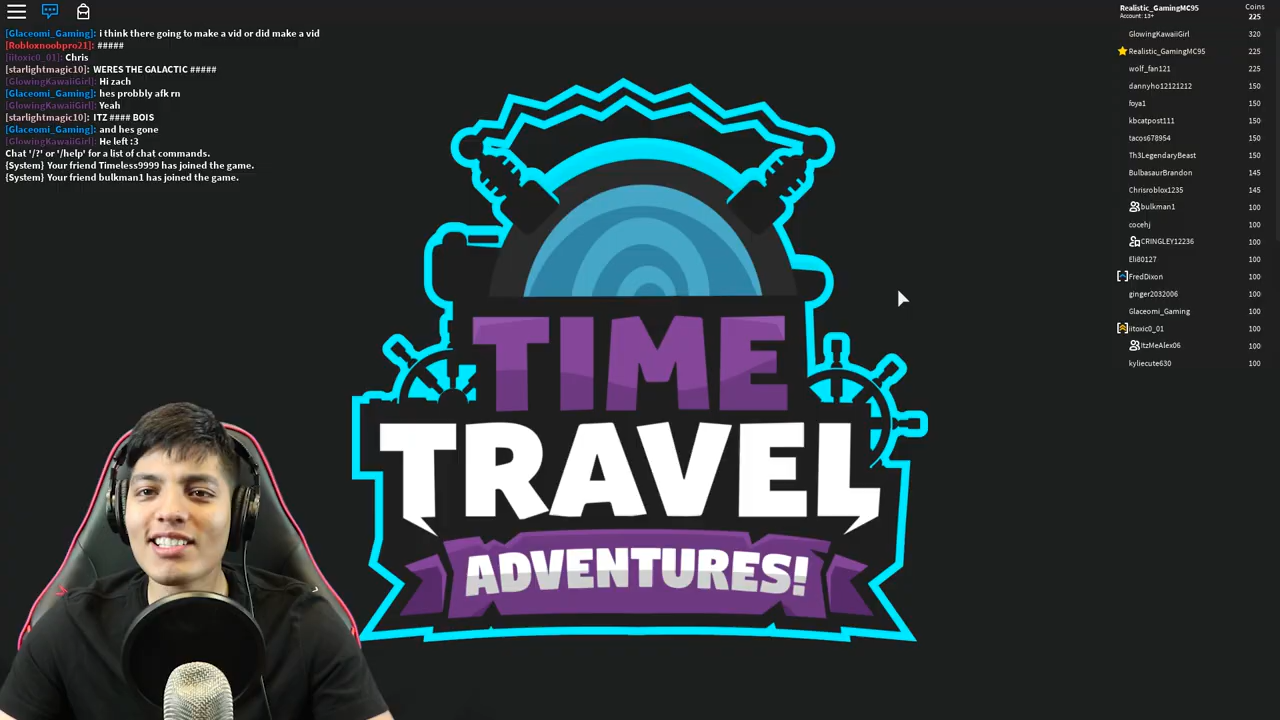 [Glaceomi_Gaming]: i think there going to make a vid or did make a vid
[Robloxnoobpro21]: #####
[iitoxic0_01]: Chris
[starlightmagic10]: WERES THE GALACTIC #####
[GlowingKawaiiGirl]: Hi zach
[Glaceomi_Gaming]: hes probbly afk rn
[GlowingKawaiiGirl]: Yeah
[starlightmagic10]: ITZ #### BOIS
[Glaceomi_Gaming]: and hes gone
[GlowingKawaiiGirl]: He left :3
Chat '/?' or '/help' for a list of chat commands.
{System} Your friend Timeless9999 has joined the game.
{System} Your friend bulkman1 has joined the game.
TIME
TRAVEL
ADVENTURES!
Realistic_GamingMC95 Coins
Account: 13+ 225
GlowingKawaiiGirl 320
Realistic_GamingMC95 225
wolf_fan121 225
dannyho12121212 150
foya1 150
kbcatpost111 150
tacos678954 150
Th3LegendaryBeast 150
BulbasaurBrandon 145
Chrisroblox1235 145
bulkman1 100
cocehj 100
CRINGLEY12236 100
Eli80127 100
FredDixon 100
ginger2032006 100
Glaceomi_Gaming 100
iitoxic0_01 100
ItzMeAlex06 100
kyliecute630 100